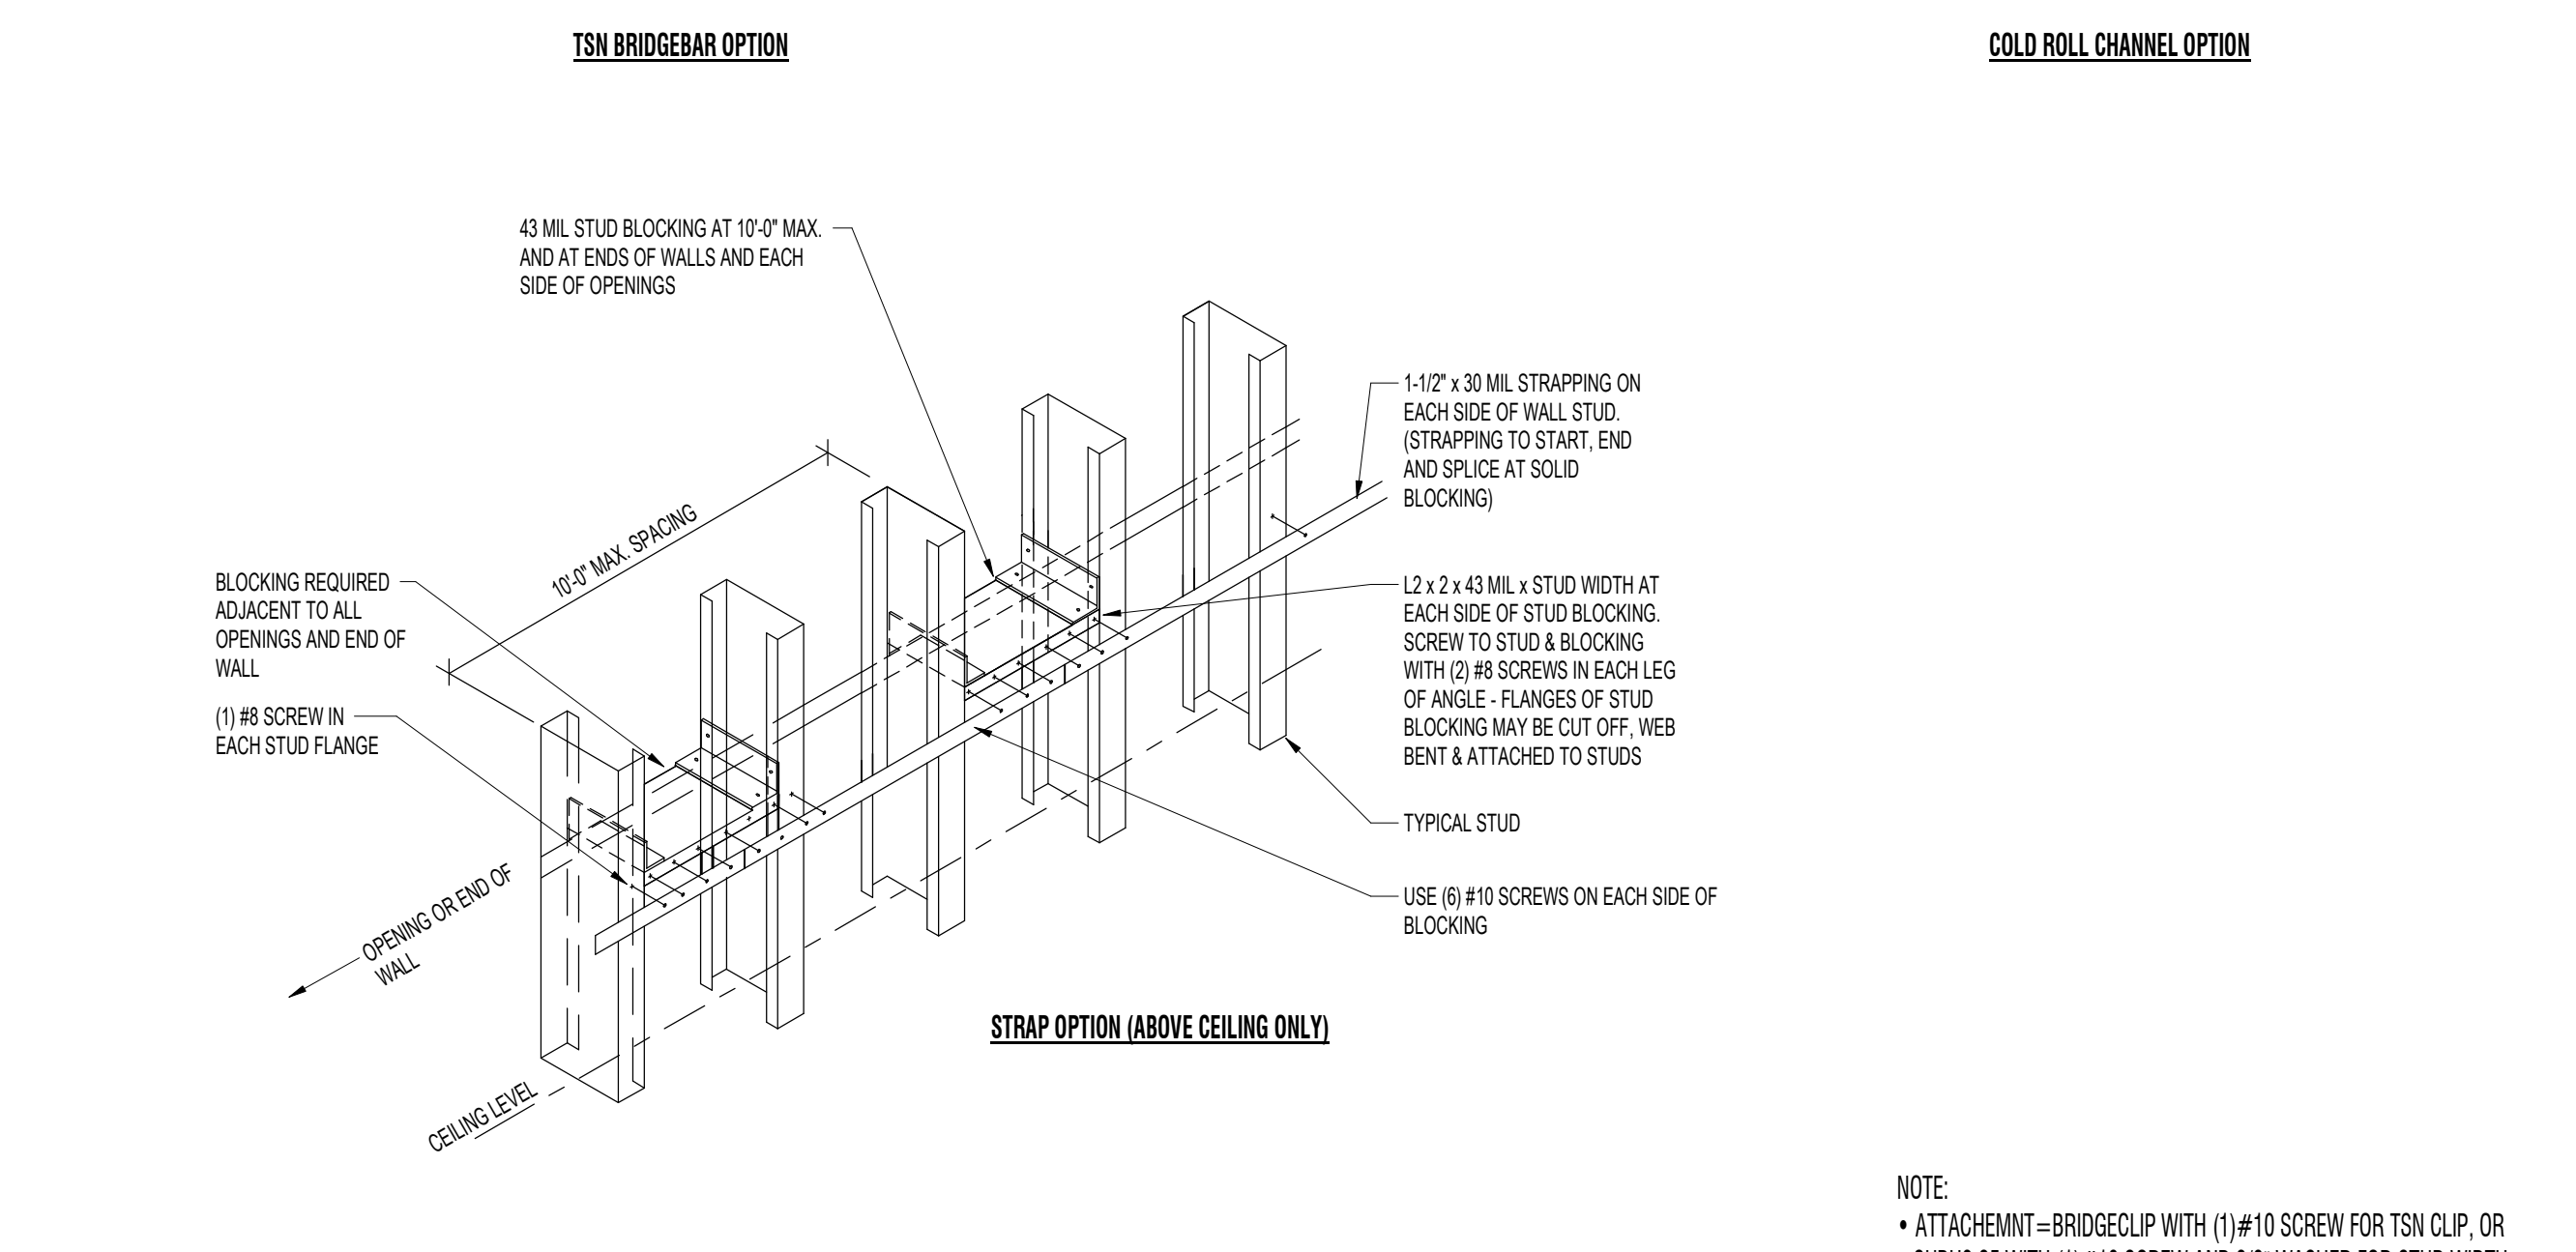 TSN BRIDGEBAR OPTION
COLD ROLL CHANNEL OPTION
43 MIL STUD BLOCKING AT 10'-0" MAX.
AND AT ENDS OF WALLS AND EACH
SIDE OF OPENINGS
1-1/2" x 30 MIL STRAPPING ON
EACH SIDE OF WALL STUD.
(STRAPPING TO START, END
AND SPLICE AT SOLID
BLOCKING)
10'-0" MAX. SPACING
BLOCKING REQUIRED
ADJACENT TO ALL
OPENINGS AND END OF
WALL
(1) #8 SCREW IN
EACH STUD FLANGE
L2 x 2 x 43 MIL x STUD WIDTH AT
EACH SIDE OF STUD BLOCKING.
SCREW TO STUD & BLOCKING
WITH (2) #8 SCREWS IN EACH LEG
OF ANGLE - FLANGES OF STUD
BLOCKING MAY BE CUT OFF, WEB
BENT & ATTACHED TO STUDS
TYPICAL STUD
USE (6) #10 SCREWS ON EACH SIDE OF
BLOCKING
OPENING OR END OF
WALL
STRAP OPTION (ABOVE CEILING ONLY)
CEILING LEVEL
NOTE:
• ATTACHEMNT=BRIDGECLIP WITH (1)#10 SCREW FOR TSN CLIP, OR